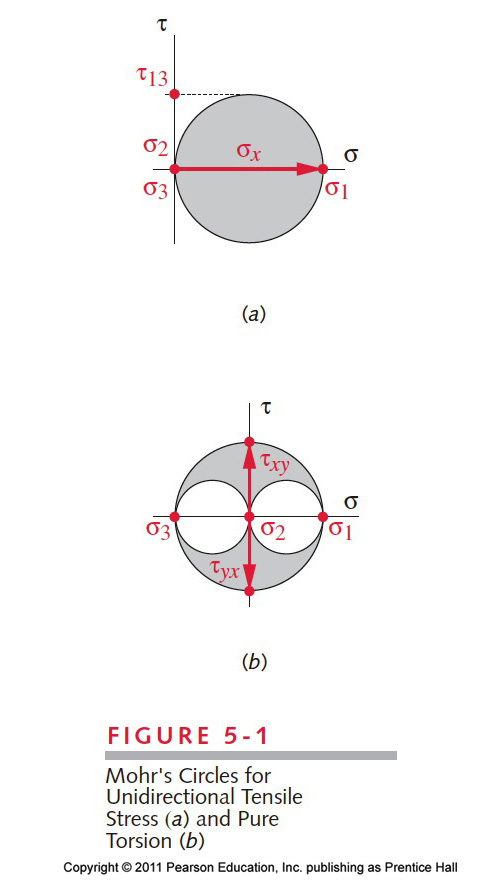 τ
τ13
σ2
σx
σ
σ3
σ1
(a)
τ
τxy
σ
σ3
σ2
σ1
τyx
(b)
FIGURE 5-1
Mohr's Circles for
Unidirectional Tensile
Stress (a) and Pure
Torsion (b)
Copyright © 2011 Pearson Education, Inc. publishing as Prentice Hall